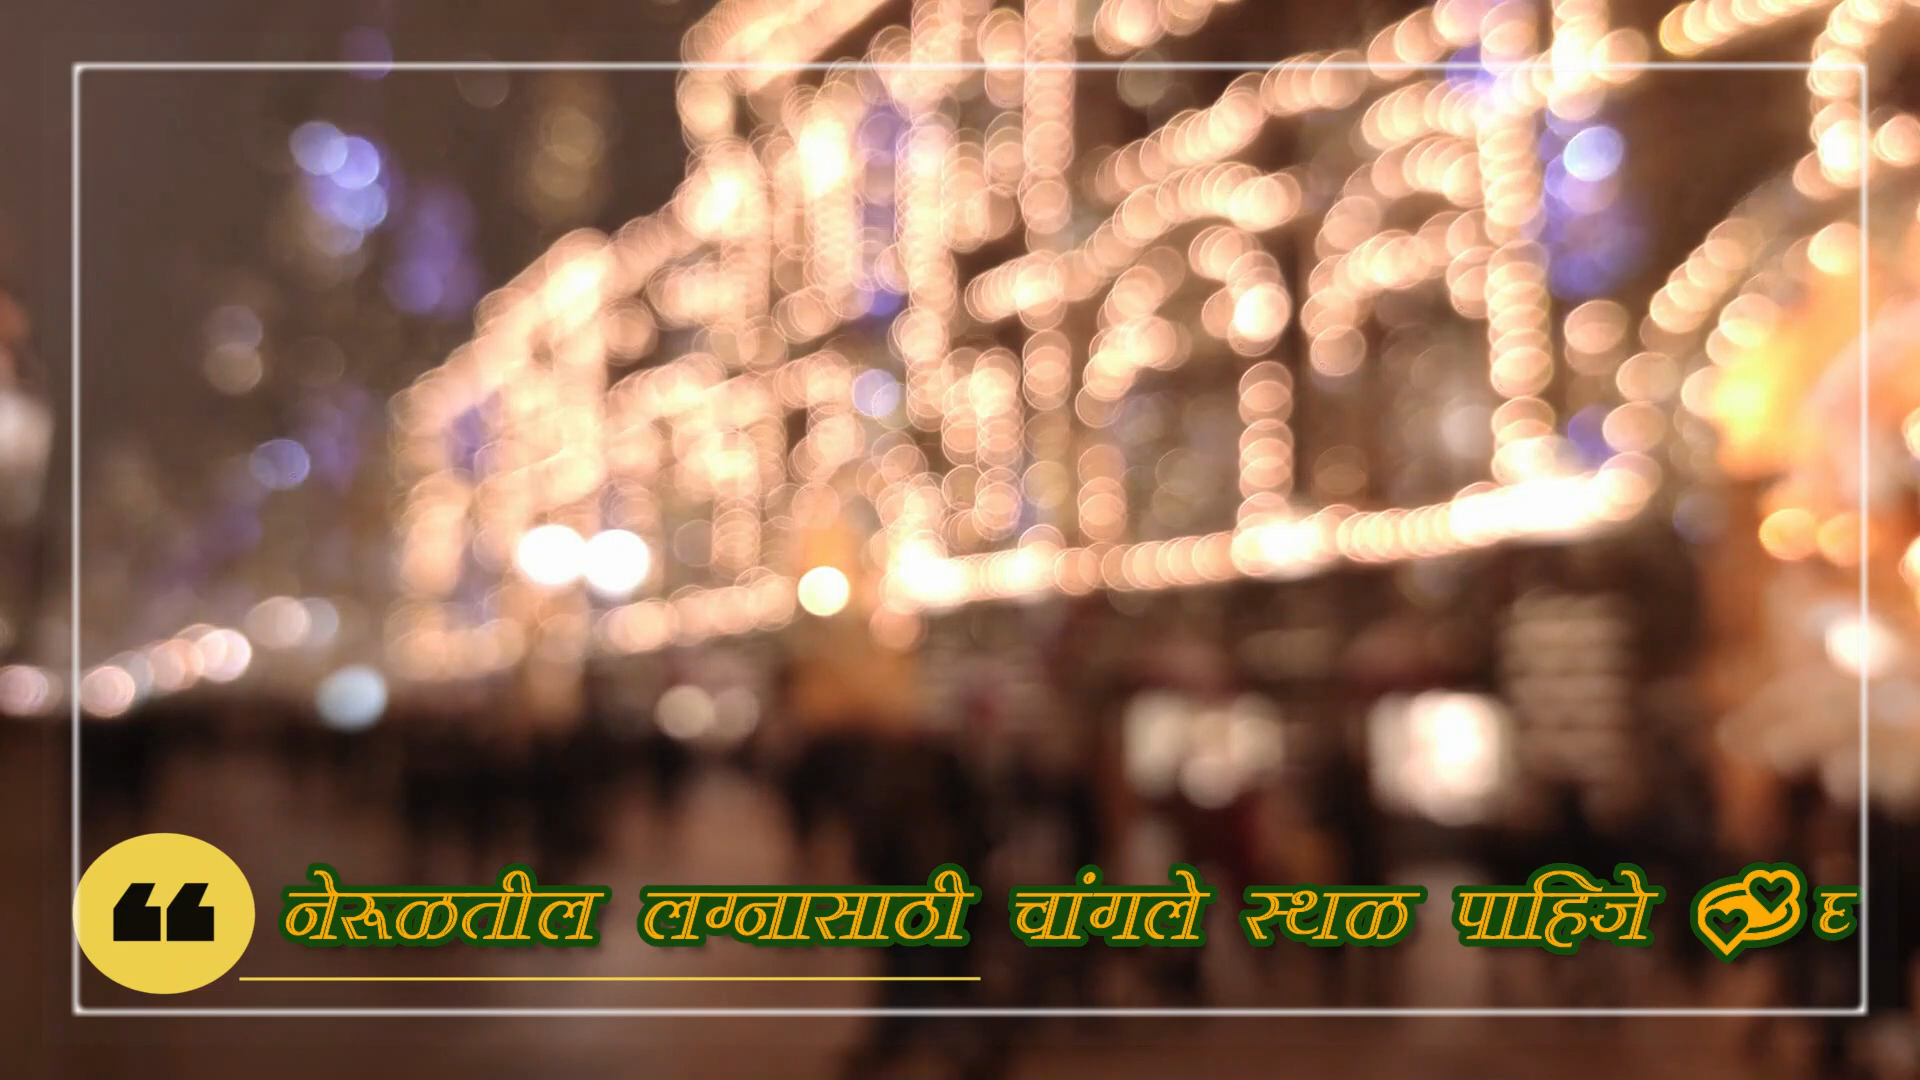 नेरूळतील लग्नासाठी चांगले स्थळ पाहिजे 💞 घ